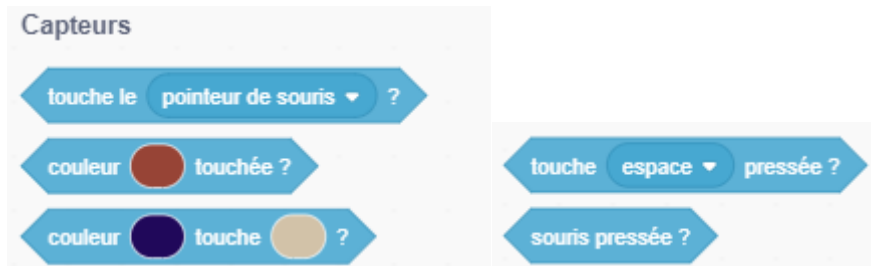 Capteurs
touche le pointeur de souris ?
couleur touchée ?
couleur touche ?
touche espace pressée ?
souris pressée ?